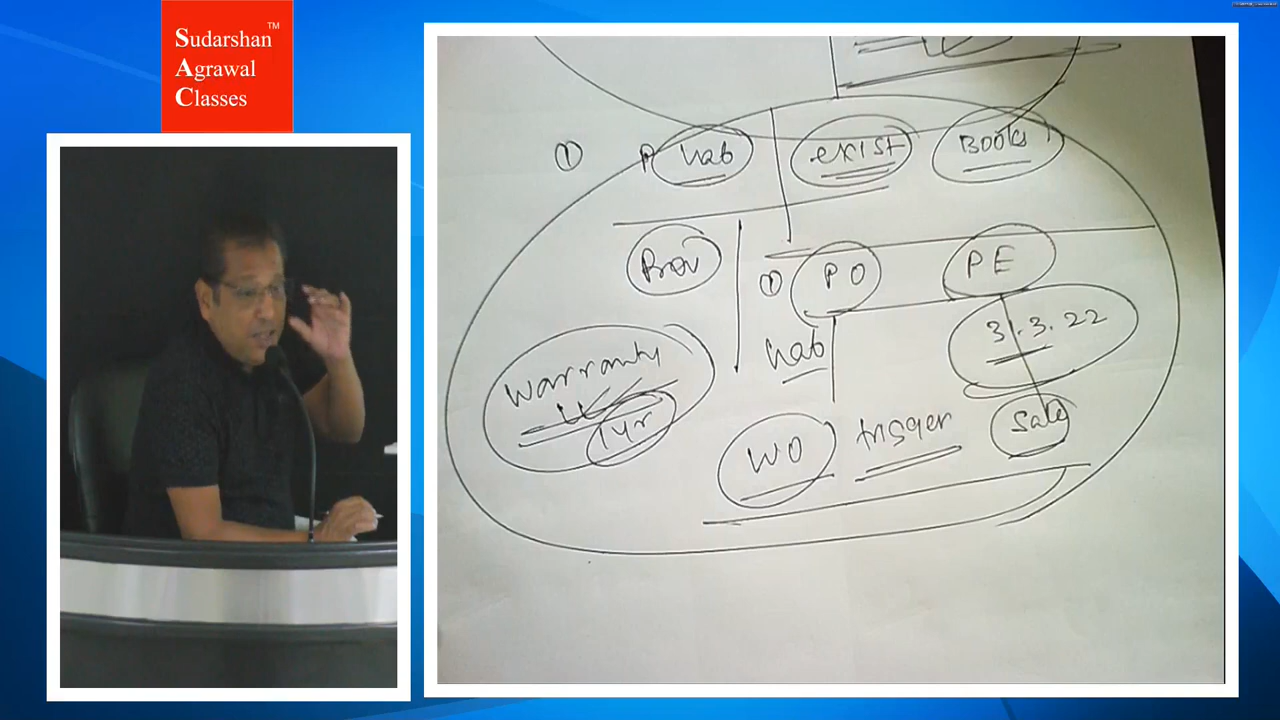 Sudarshan™
Agrawal
Classes
① P liab exist Books
Prov ① PO PE
liab 31.3.22
Warranty
1yr
WO trigger Sale